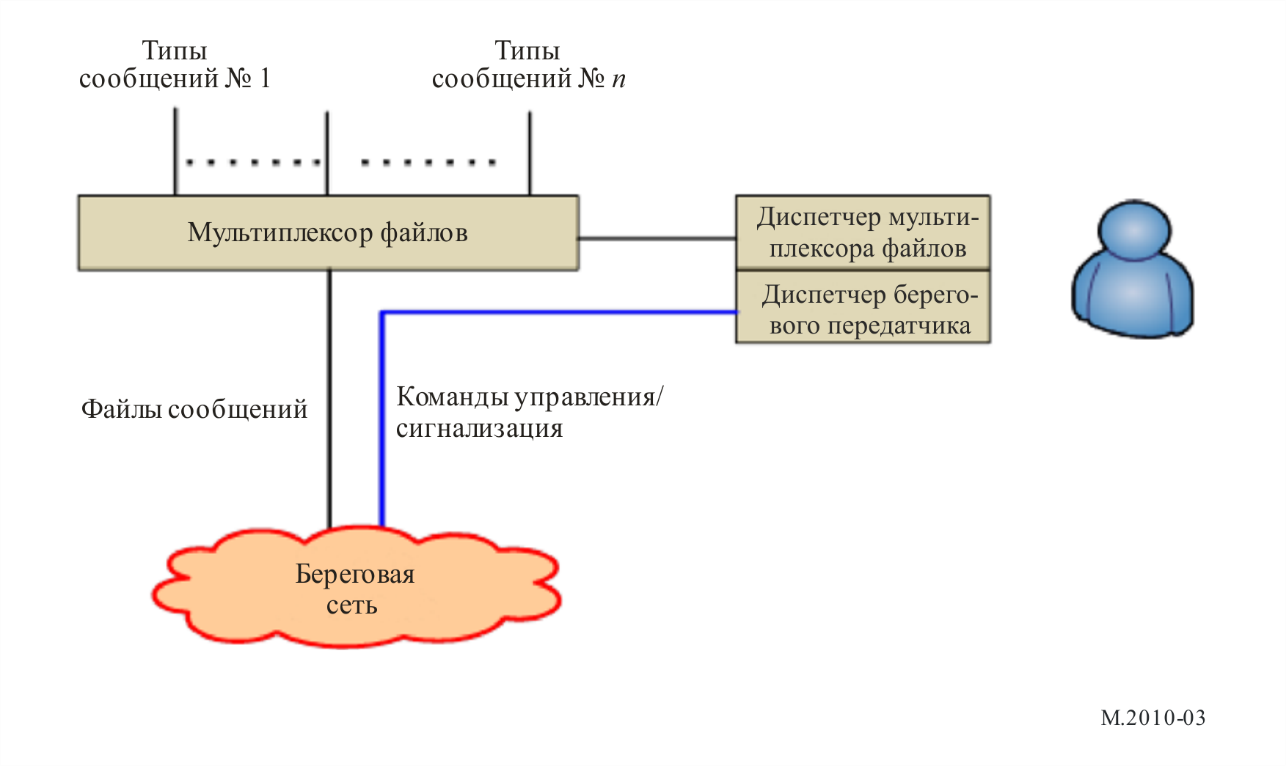 Типы
сообщений № 1
Типы
сообщений № n
Мультиплексор файлов
Диспетчер мульти-
плексора файлов
Диспетчер берего-
вого передатчика
Файлы сообщений
Команды управления/
сигнализация
Береговая
сеть
M.2010-03